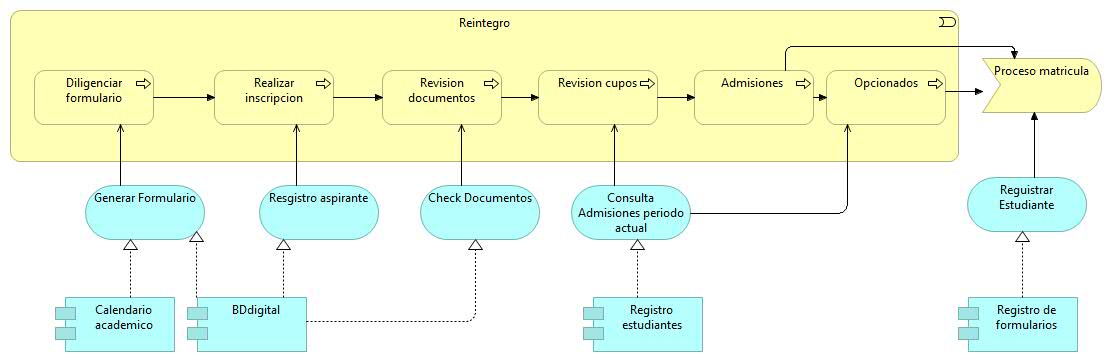 Reintegro
Diligenciar
formulario
Realizar
inscripcion
Revision
documentos
Revision cupos
Admisiones
Opcionados
Proceso matricula
Generar Formulario
Resgistro aspirante
Check Documentos
Consulta
Admisiones periodo
actual
Reguistrar
Estudiante
Calendario
academico
BDdigital
Registro
estudiantes
Registro de
formularios